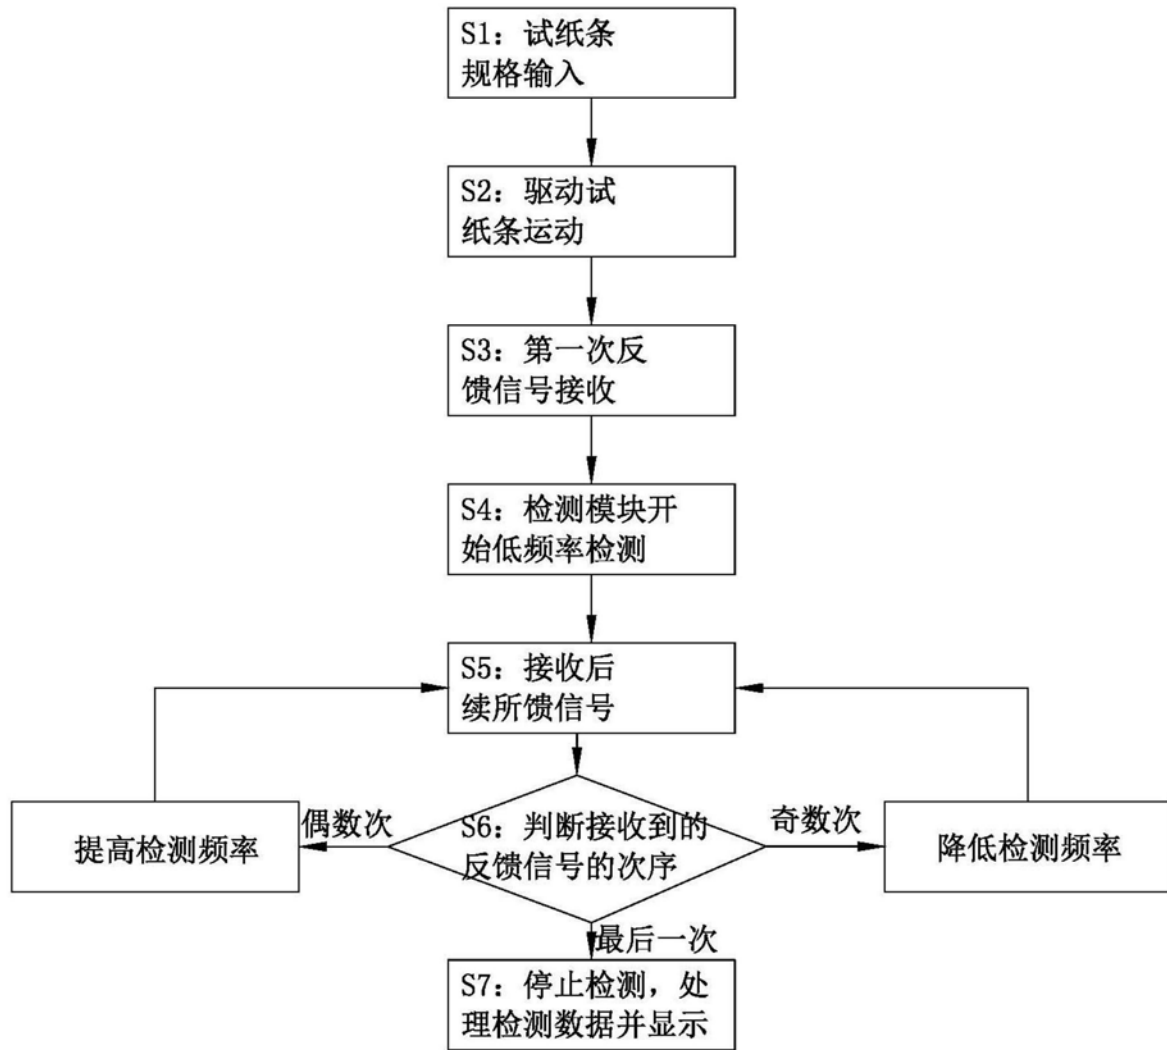 S1：试纸条
规格输入
S2：驱动试
纸条运动
S3：第一次反
馈信号接收
S4：检测模块开
始低频率检测
S5：接收后
续所馈信号
偶数次
S6：判断接收到的
反馈信号的次序
奇数次
提高检测频率
降低检测频率
最后一次
S7：停止检测，处
理检测数据并显示